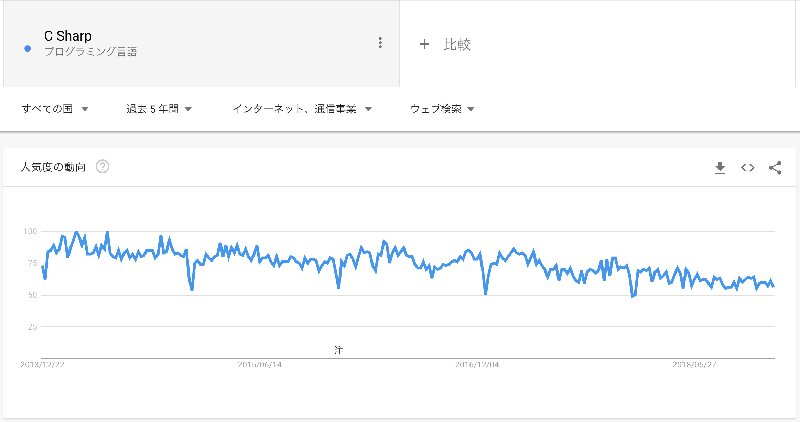 C Sharp
プログラミング言語
+ 比較
すべての国 過去 5 年間 インターネット、通信事業 ウェブ検索
人気度の動向 ?
100
75
50
25
注
2013/12/22 2015/06/14 2016/12/04 2018/05/27